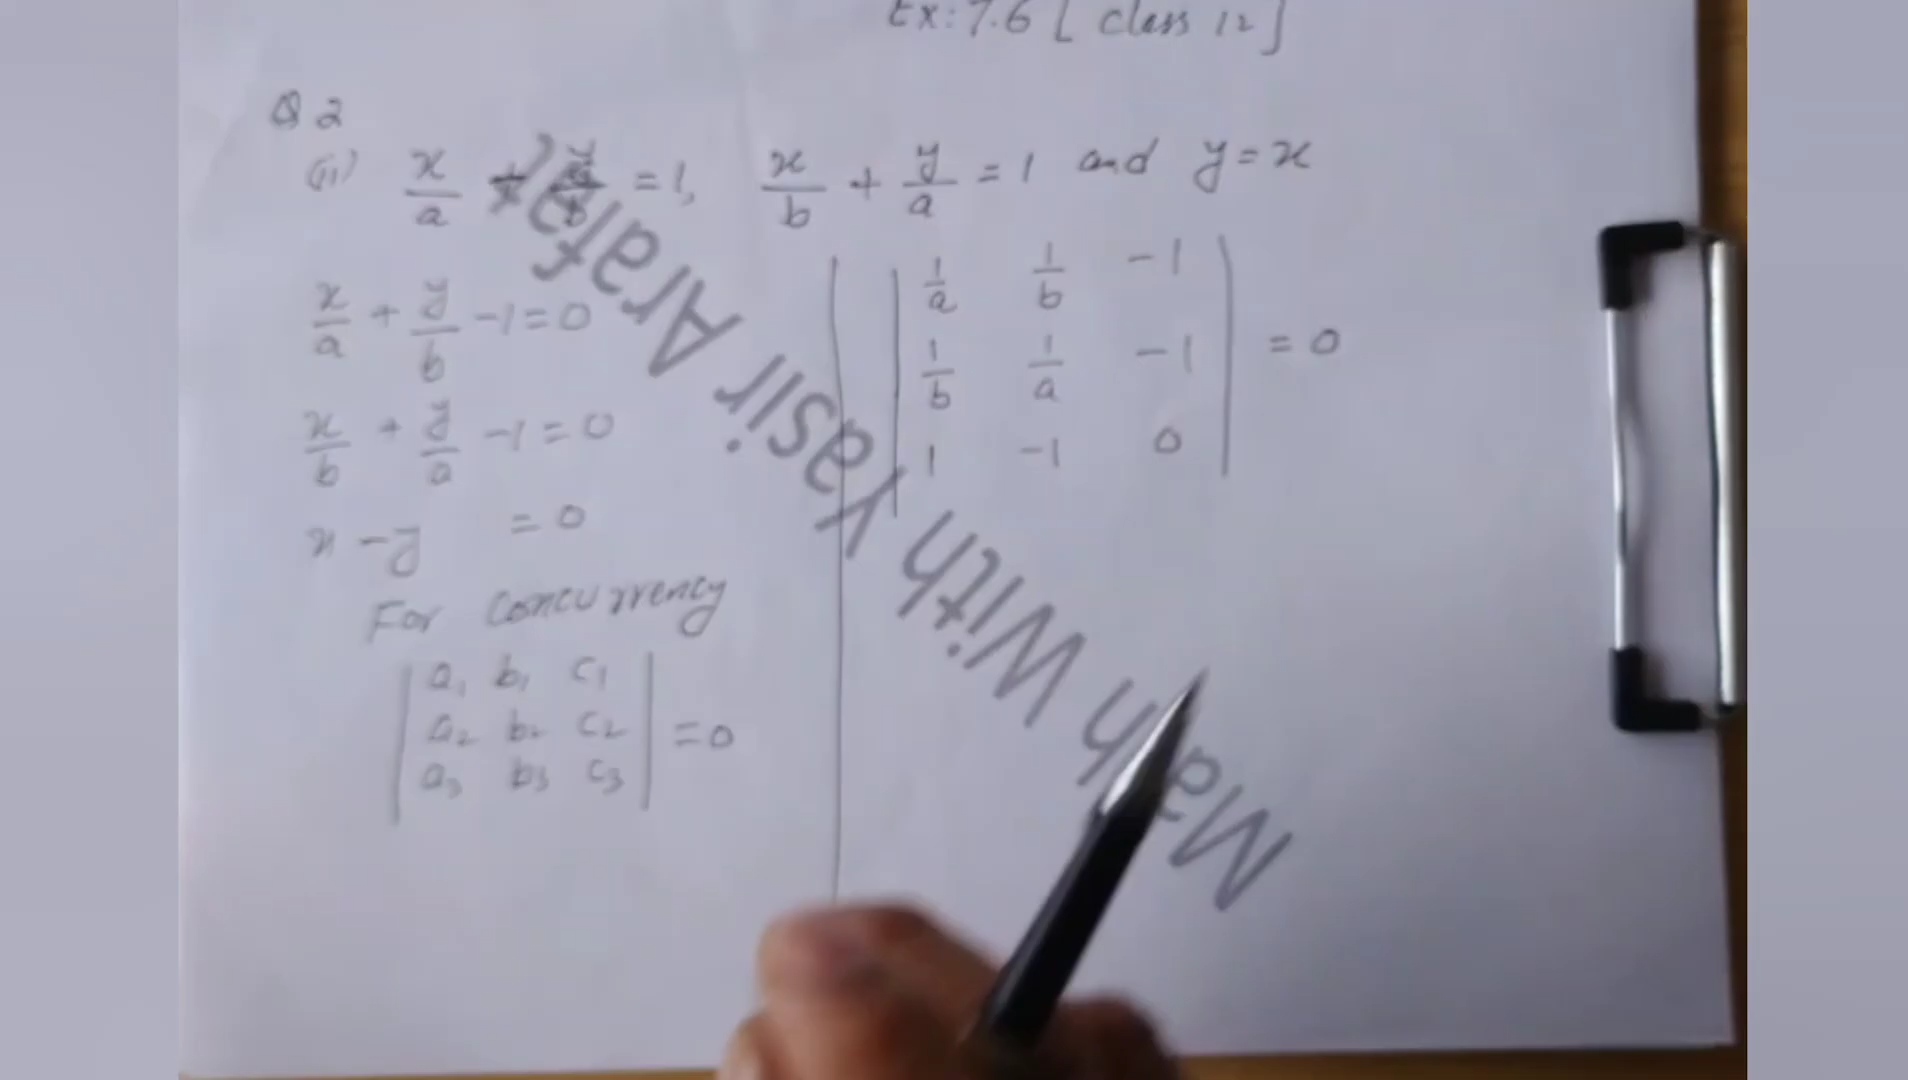 Ex: 7.6 [ Class 12 ]
Q 2
(ii) x/a + y/b = 1, x/b + y/a = 1 and y = x
x/a + y/b - 1 = 0
x/b + y/a - 1 = 0
x - y = 0
For concurrency
| a₁ b₁ c₁ |
| a₂ b₂ c₂ | = 0
| a₃ b₃ c₃ |
| 1/a 1/b -1 |
| 1/b 1/a -1 | = 0
| 1 -1 0 |
Math With Yasir Arafat